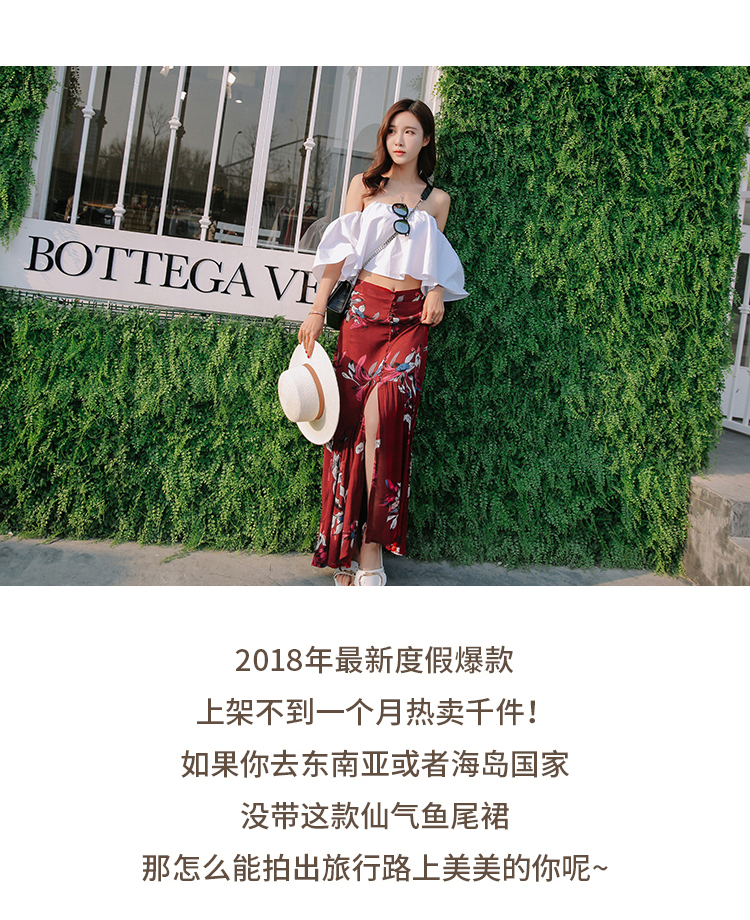 BOTTEGA VE
2018年最新度假爆款
上架不到一个月热卖千件！
如果你去东南亚或者海岛国家
没带这款仙气鱼尾裙
那怎么能拍出旅行路上美美的你呢~